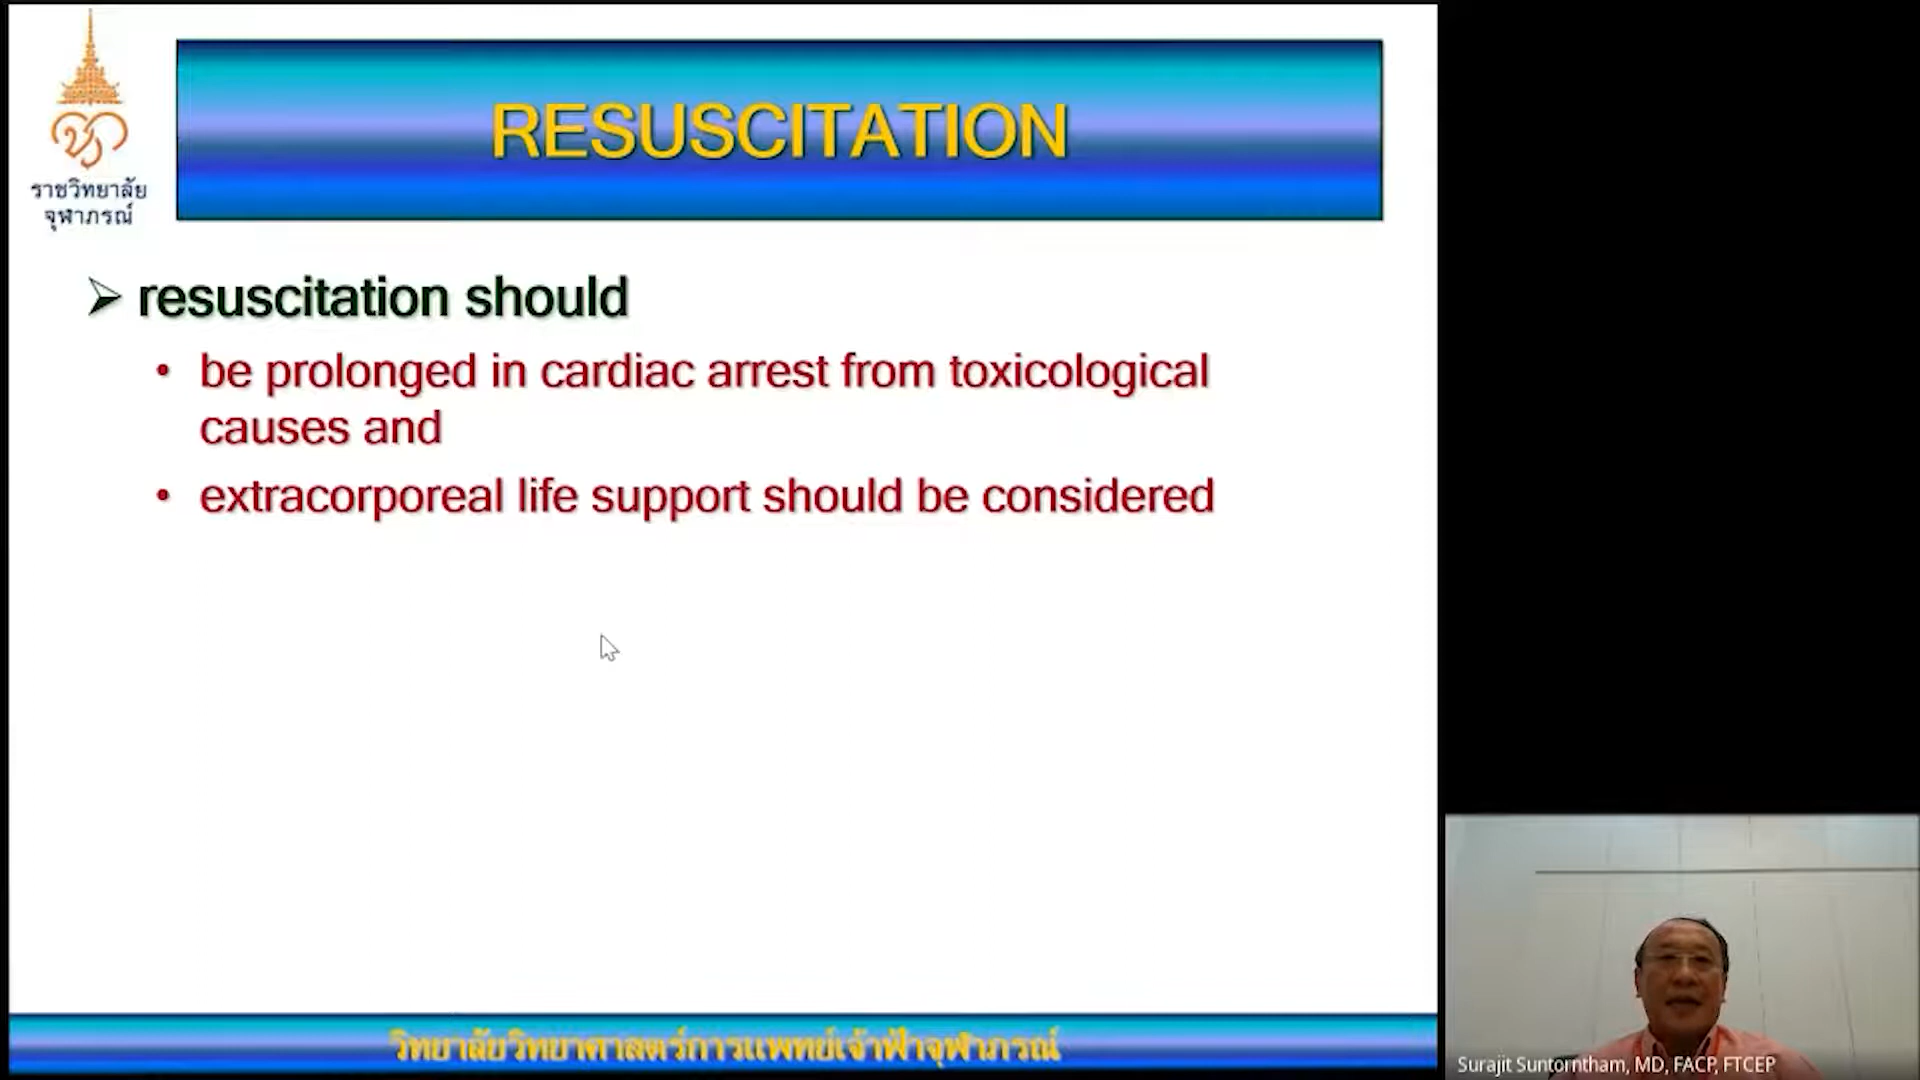 ราชวิทยาลัย
จุฬาภรณ์
RESUSCITATION
➢ resuscitation should
• be prolonged in cardiac arrest from toxicological
causes and
• extracorporeal life support should be considered
วิทยาลัยวิทยาศาสตร์การแพทย์เจ้าฟ้าจุฬาภรณ์
Surajit Suntorntham, MD, FACP, FTCEP